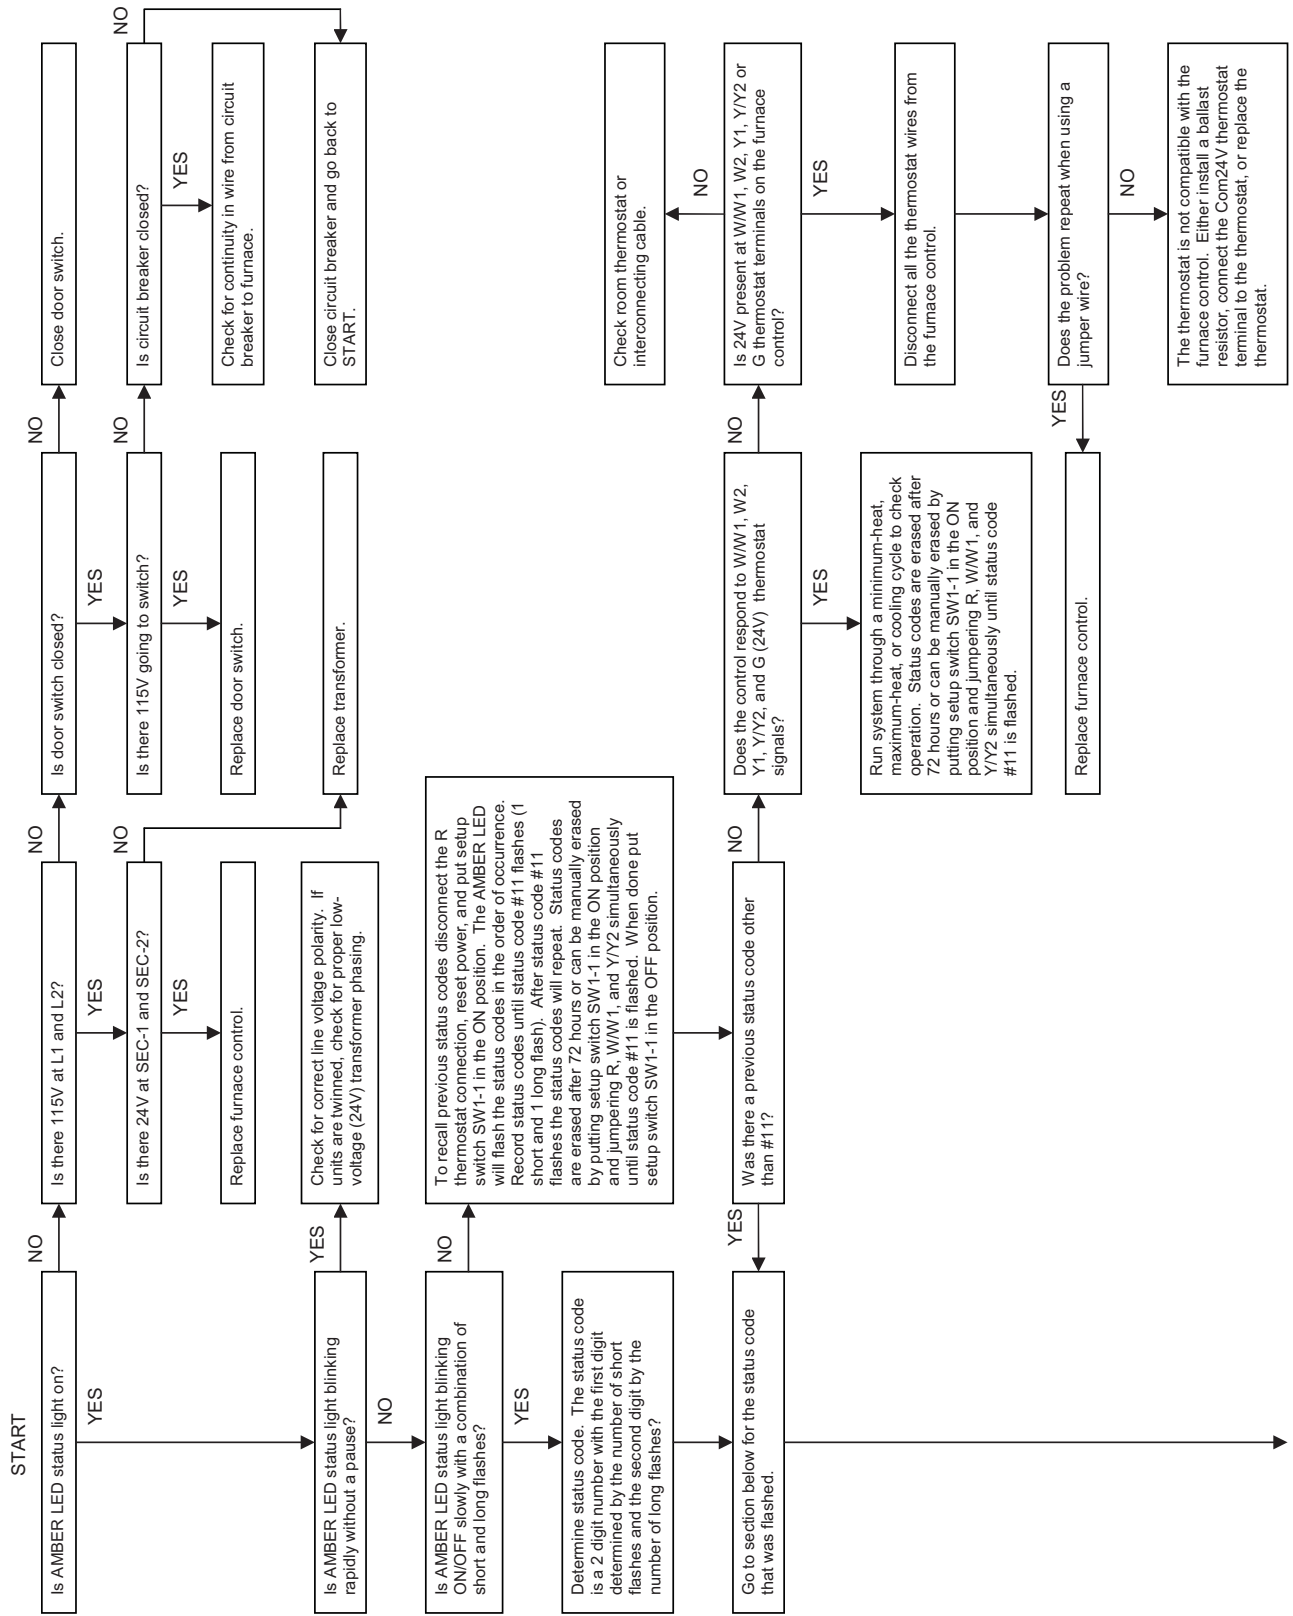 START
Is AMBER LED status light on?
NO
YES
Is there 115V at L1 and L2?
NO
YES
Is door switch closed?
NO
YES
Close door switch.
Is there 24V at SEC-1 and SEC-2?
NO
YES
Is there 115V going to switch?
NO
YES
Is circuit breaker closed?
NO
YES
Replace furnace control.
Replace door switch.
Check for continuity in wire from circuit
breaker to furnace.
Is AMBER LED status light blinking
rapidly without a pause?
YES
NO
Check for correct line voltage polarity. If
units are twinned, check for proper low-
voltage (24V) transformer phasing.
Replace transformer.
Close circuit breaker and go back to
START.
Is AMBER LED status light blinking
ON/OFF slowly with a combination of
short and long flashes?
NO
YES
To recall previous status codes disconnect the R
thermostat connection, reset power, and put setup
switch SW1-1 in the ON position. The AMBER LED
will flash the status codes in the order of occurrence.
Record status codes until status code #11 flashes (1
short and 1 long flash). After status code #11
flashes the status codes will repeat. Status codes
are erased after 72 hours or can be manually erased
by putting setup switch SW1-1 in the ON position
and jumpering R, W/W1, and Y/Y2 simultaneously
until status code #11 is flashed. When done put
setup switch SW1-1 in the OFF position.
Determine status code. The status code
is a 2 digit number with the first digit
determined by the number of short
flashes and the second digit by the
number of long flashes?
Go to section below for the status code
that was flashed.
YES
Was there a previous status code other
than #11?
NO
Does the control respond to W/W1, W2,
Y1, Y/Y2, and G (24V) thermostat
signals?
NO
YES
Is 24V present at W/W1, W2, Y1, Y/Y2 or
G thermostat terminals on the furnace
control?
NO
YES
Check room thermostat or
interconnecting cable.
Run system through a minimum-heat,
maximum-heat, or cooling cycle to check
operation. Status codes are erased after
72 hours or can be manually erased by
putting setup switch SW1-1 in the ON
position and jumpering R, W/W1, and
Y/Y2 simultaneously until status code
#11 is flashed.
Disconnect all the thermostat wires from
the furnace control.
Does the problem repeat when using a
jumper wire?
YES
NO
Replace furnace control.
The thermostat is not compatible with the
furnace control. Either install a ballast
resistor, connect the Com24V thermostat
terminal to the thermostat, or replace the
thermostat.